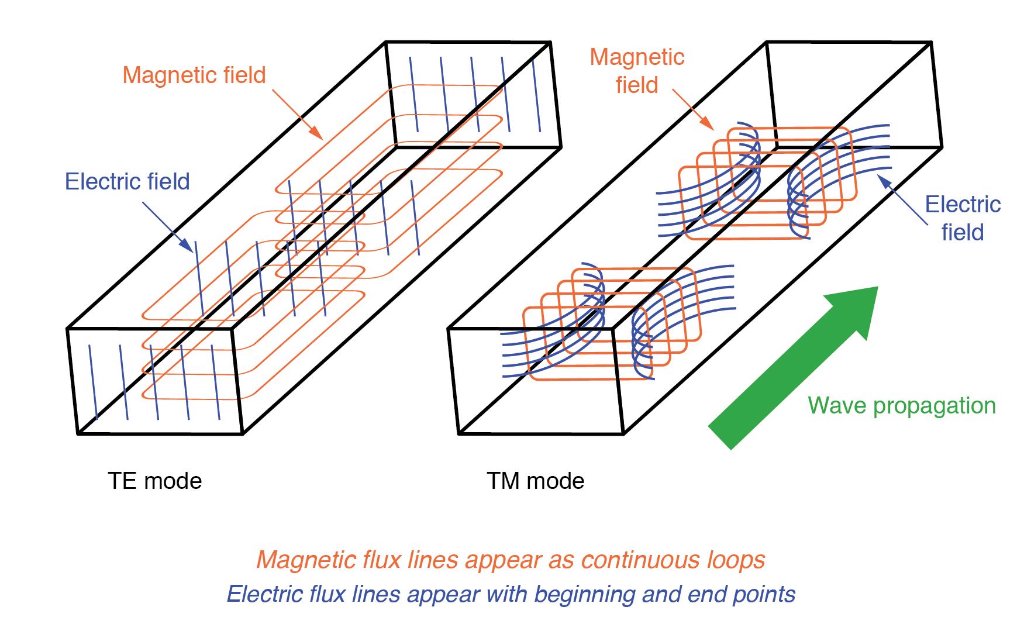 Magnetic field
Magnetic
field
Electric field
Electric
field
Wave propagation
TE mode
TM mode
Magnetic flux lines appear as continuous loops
Electric flux lines appear with beginning and end points